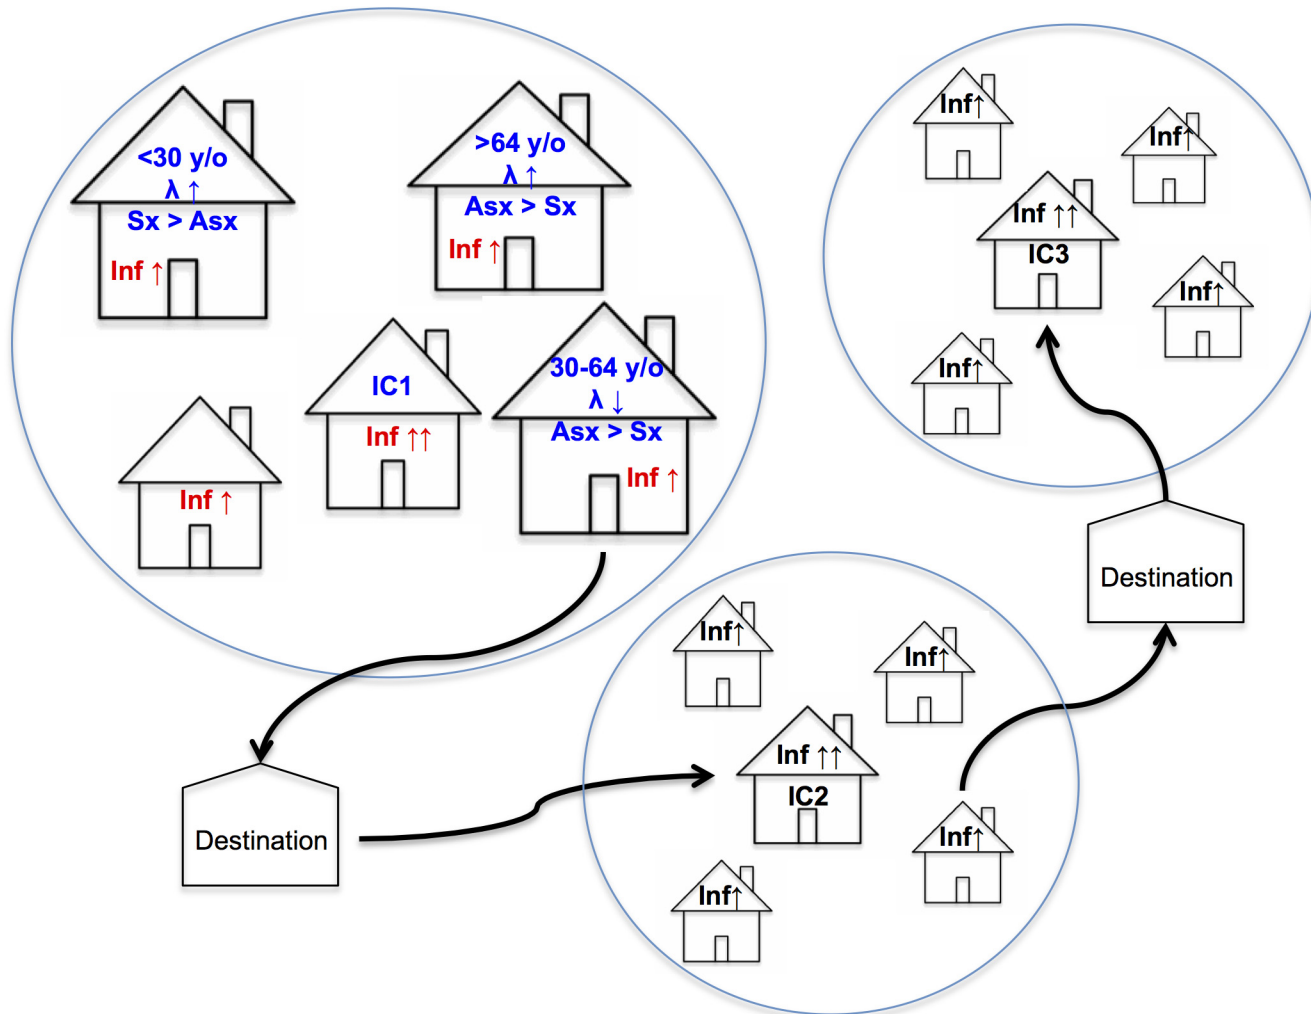 <30 y/o
λ ↑
Sx > Asx
Inf ↑
>64 y/o
λ ↑
Asx > Sx
Inf ↑
IC1
Inf ↑↑
30-64 y/o
λ ↓
Asx > Sx
Inf ↑
Inf ↑
Destination
Inf↑
Inf↑
Inf ↑↑
IC2
Inf↑
Inf↑
Destination
Inf↑
Inf↑
Inf ↑↑
IC3
Inf↑
Inf↑